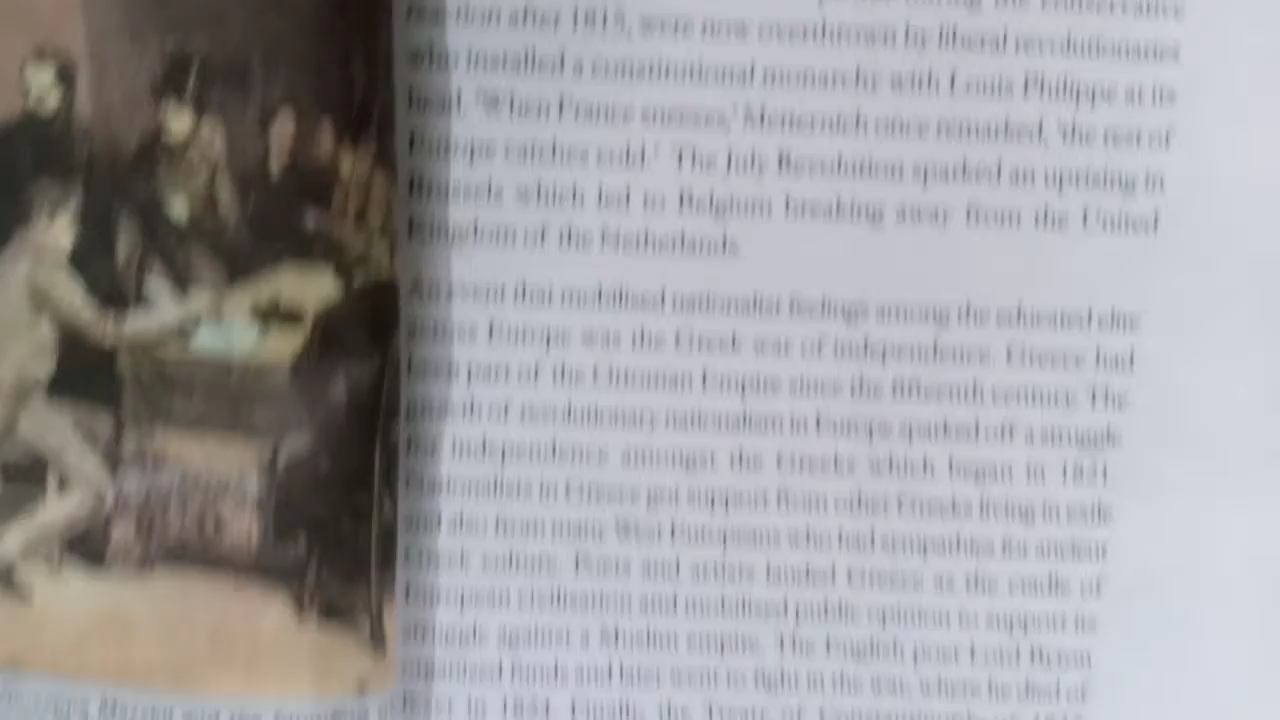 the conservative
reaction after 1815, were now overthrown by liberal revolutionaries
who installed a constitutional monarchy with Louis Philippe at its
head. 'When France sneezes,' Metternich once remarked, 'the rest of
Europe catches cold.' The July Revolution sparked an uprising in
Brussels which led to Belgium breaking away from the United
Kingdom of the Netherlands.
An event that mobilised nationalist feelings among the educated elite
across Europe was the Greek war of independence. Greece had
been part of the Ottoman Empire since the fifteenth century. The
growth of revolutionary nationalism in Europe sparked off a struggle
for independence amongst the Greeks which began in 1821
Nationalists in Greece got support from other Greeks living in exile
and also from many West Europeans who had sympathies for ancient
Greek culture. Poets and artists lauded Greece as the cradle of
European civilisation and mobilised public opinion to support its
struggle against a Muslim empire. The English poet Lord Byron
organised funds and later went to fight in the war, where he died of
in Finally, the Treaty of
and the founding of